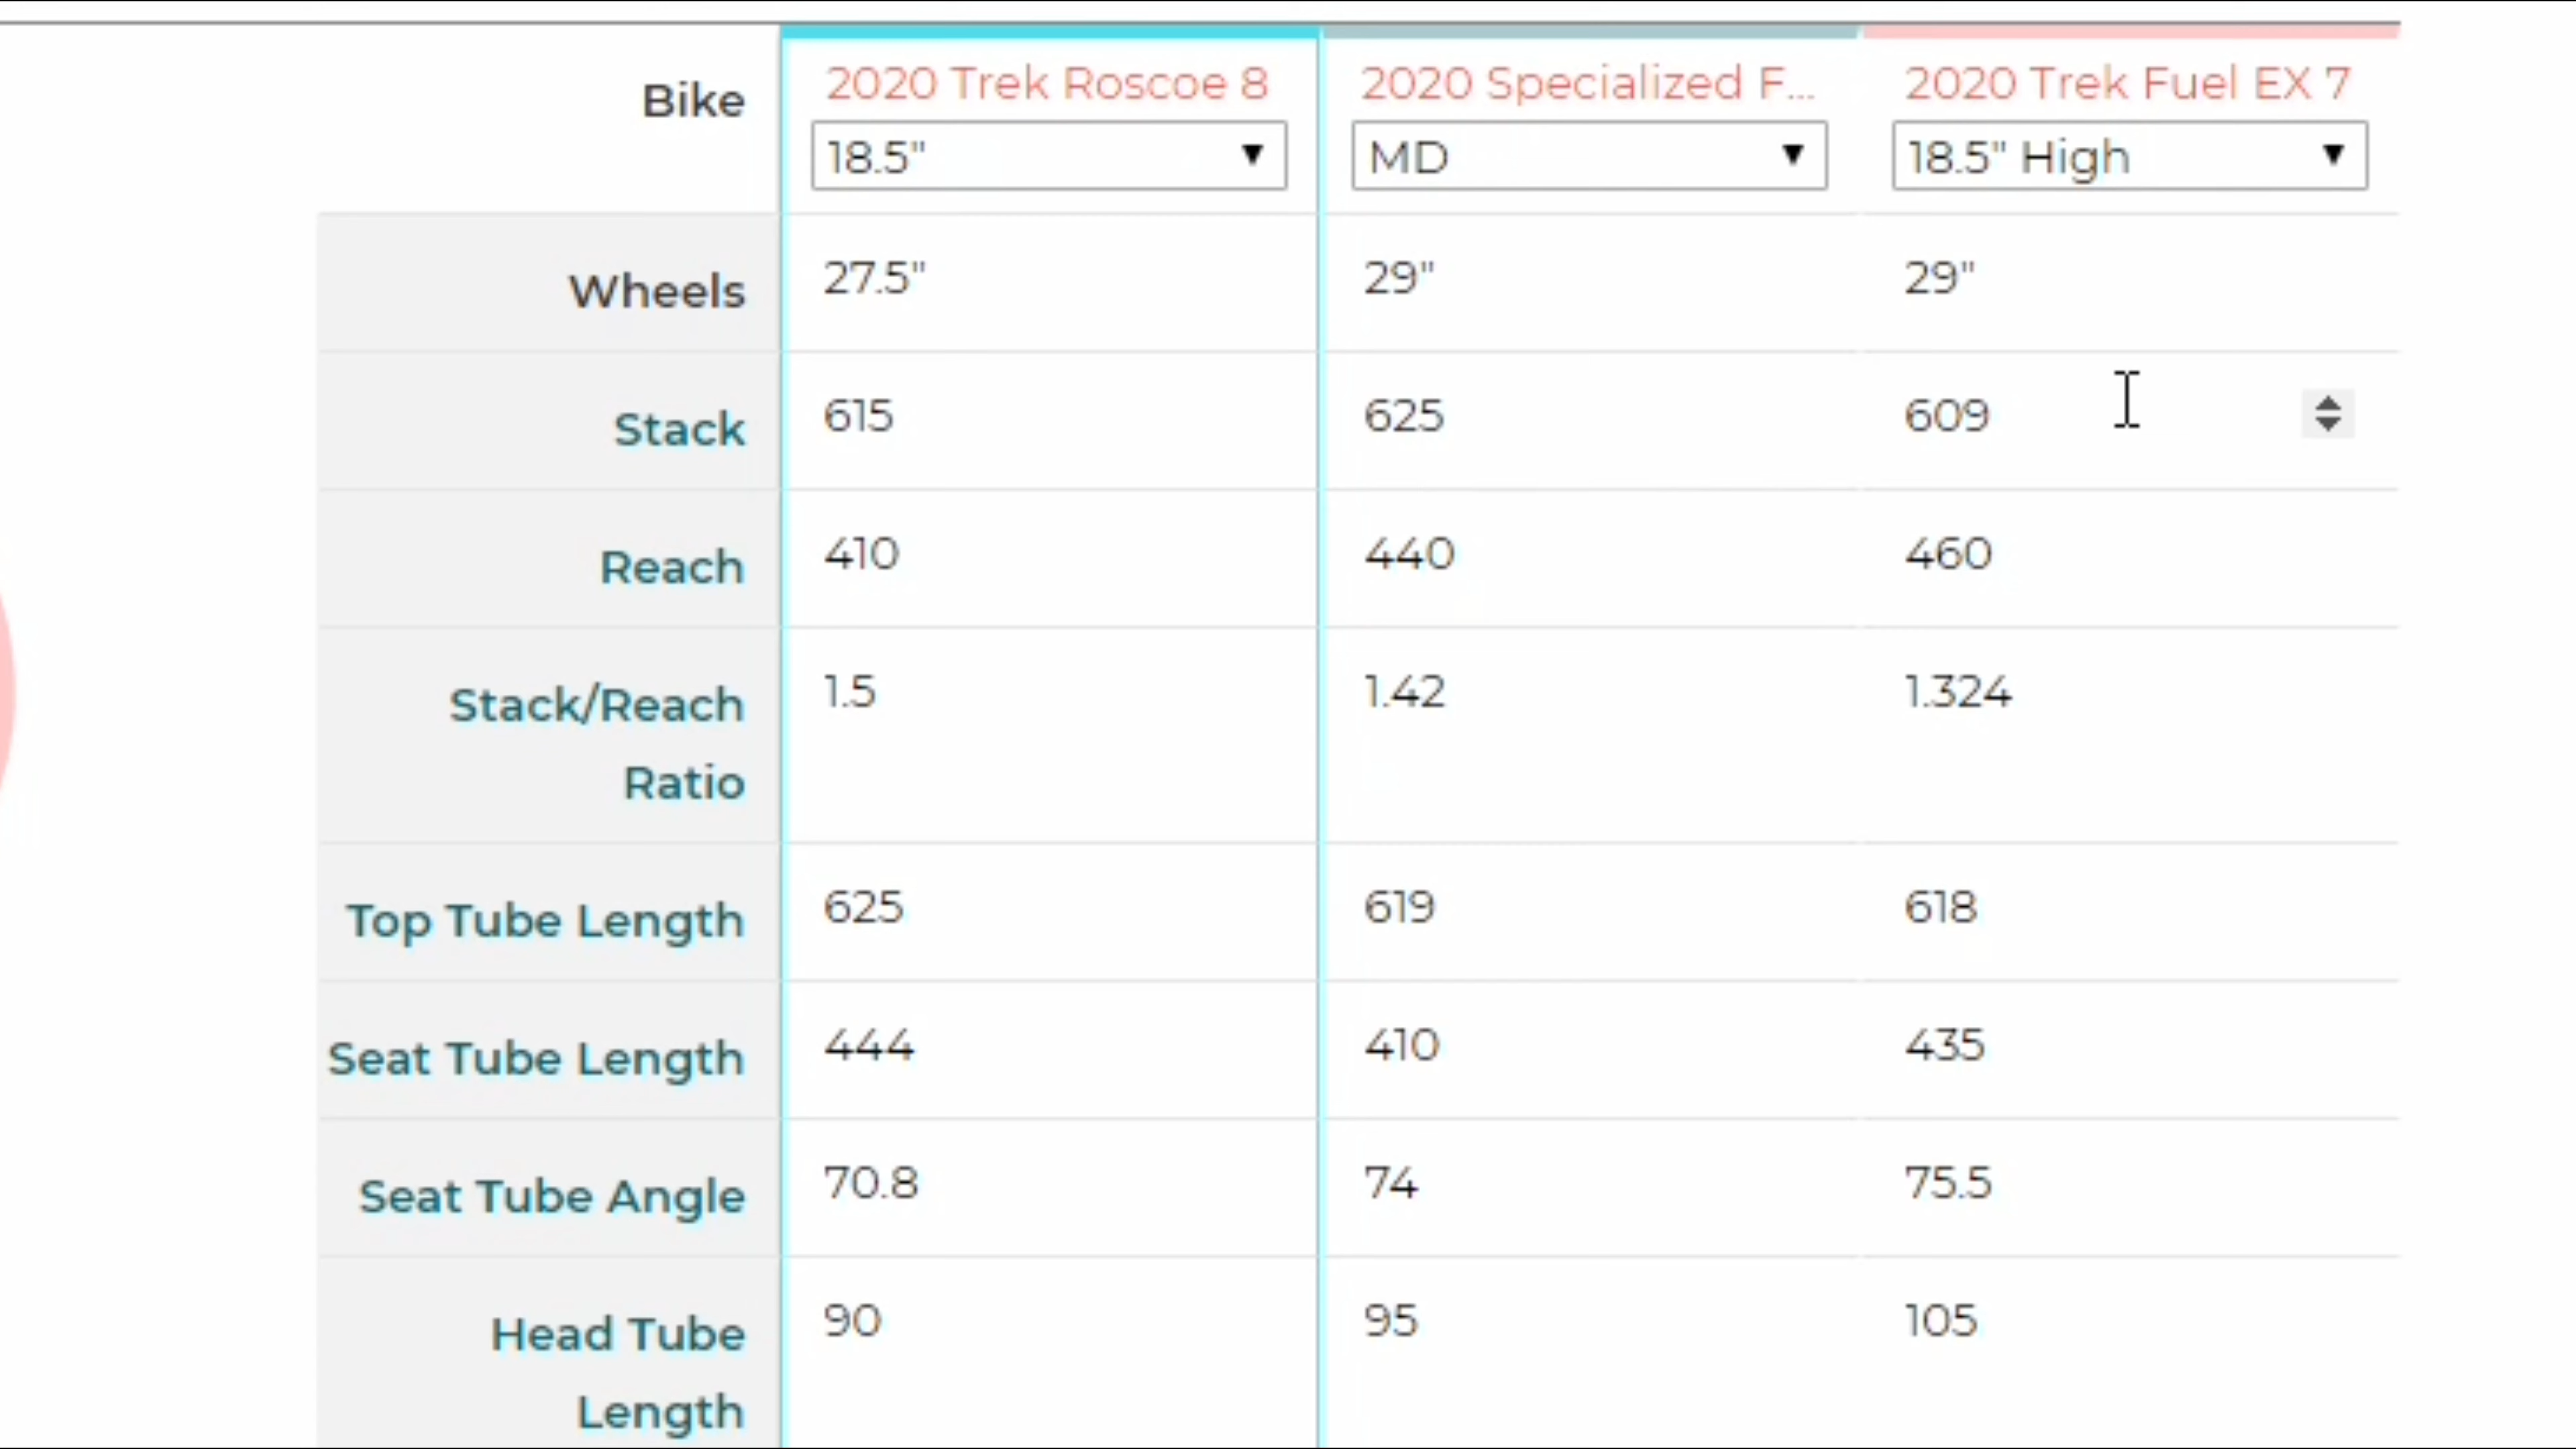 Bike 2020 Trek Roscoe 8 2020 Specialized F... 2020 Trek Fuel EX 7
18.5" MD 18.5" High
Wheels 27.5" 29" 29"
Stack 615 625 609
Reach 410 440 460
Stack/Reach 1.5 1.42 1.324
Ratio
Top Tube Length 625 619 618
Seat Tube Length 444 410 435
Seat Tube Angle 70.8 74 75.5
Head Tube 90 95 105
Length